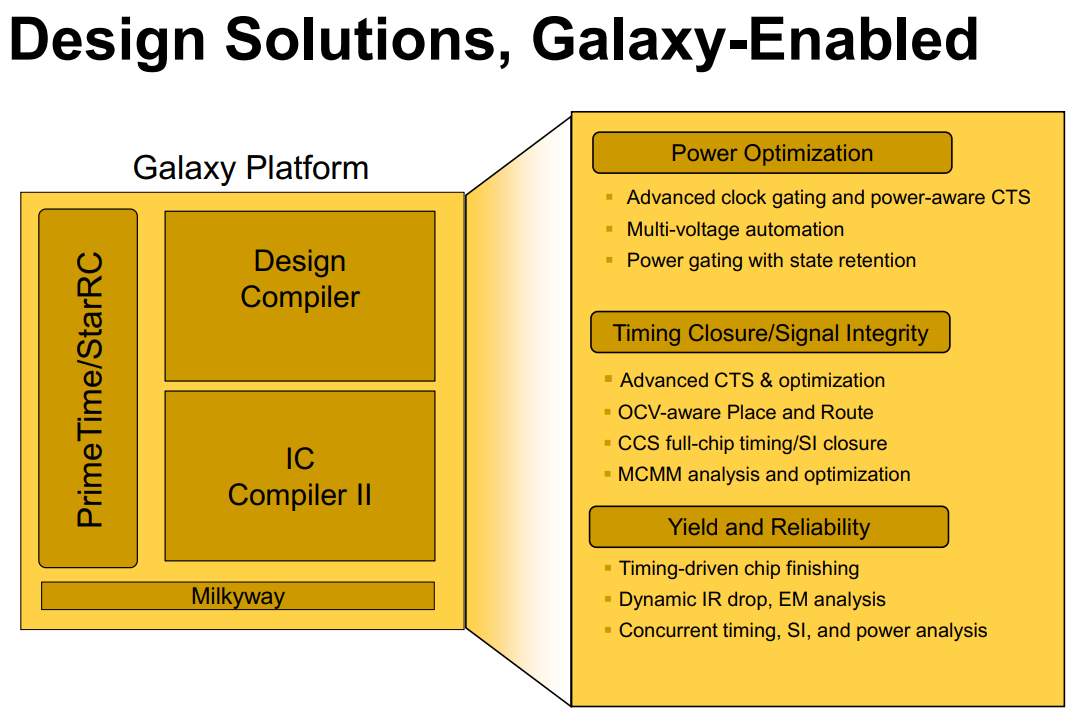 Design Solutions, Galaxy-Enabled
Galaxy Platform
PrimeTime/StarRC
Design
Compiler
IC
Compiler II
Milkyway
Power Optimization
Advanced clock gating and power-aware CTS
Multi-voltage automation
Power gating with state retention
Timing Closure/Signal Integrity
Advanced CTS & optimization
OCV-aware Place and Route
CCS full-chip timing/SI closure
MCMM analysis and optimization
Yield and Reliability
Timing-driven chip finishing
Dynamic IR drop, EM analysis
Concurrent timing, SI, and power analysis